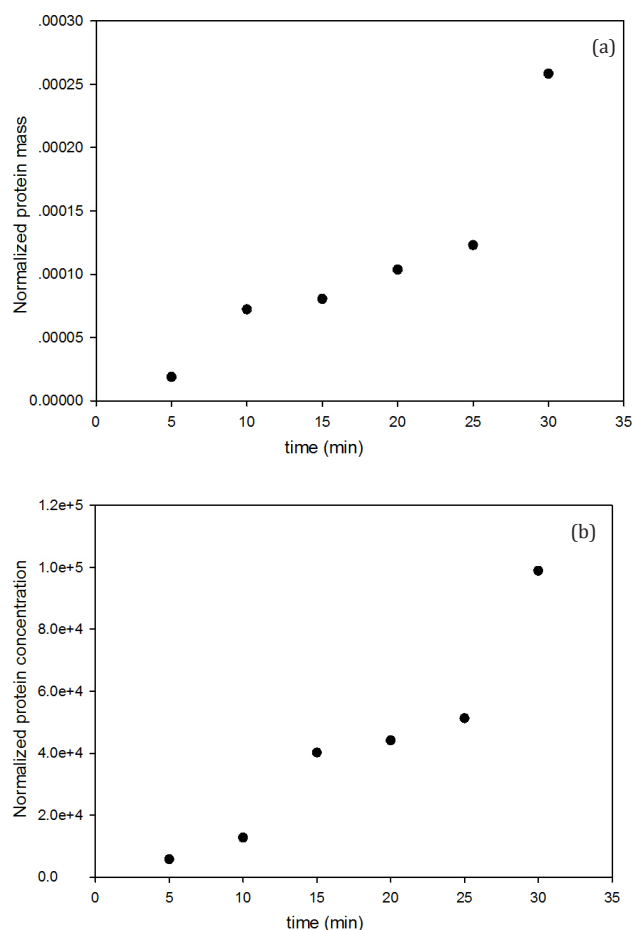 (a)
.00030
.00025
.00020
.00015
.00010
.00005
0.00000
Normalized protein mass
0 5 10 15 20 25 30 35
time (min)
(b)
1.2e+5
1.0e+5
8.0e+4
6.0e+4
4.0e+4
2.0e+4
0.0
Normalized protein concentration
0 5 10 15 20 25 30 35
time (min)